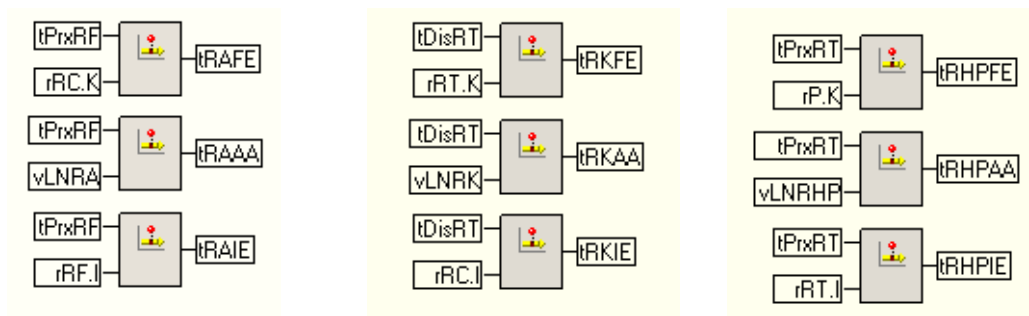 tPrxRF
rRC.K
tRAFE
tPrxRF
vLNRA
tRAAA
tPrxRF
rRF.I
tRAIE
tDisRT
rRT.K
tRKFE
tDisRT
vLNRK
tRKAA
tDisRT
rRC.I
tRKIE
tPrxRT
rP.K
tRHPFE
tPrxRT
vLNRHP
tRHPAA
tPrxRT
rRT.I
tRHPIE